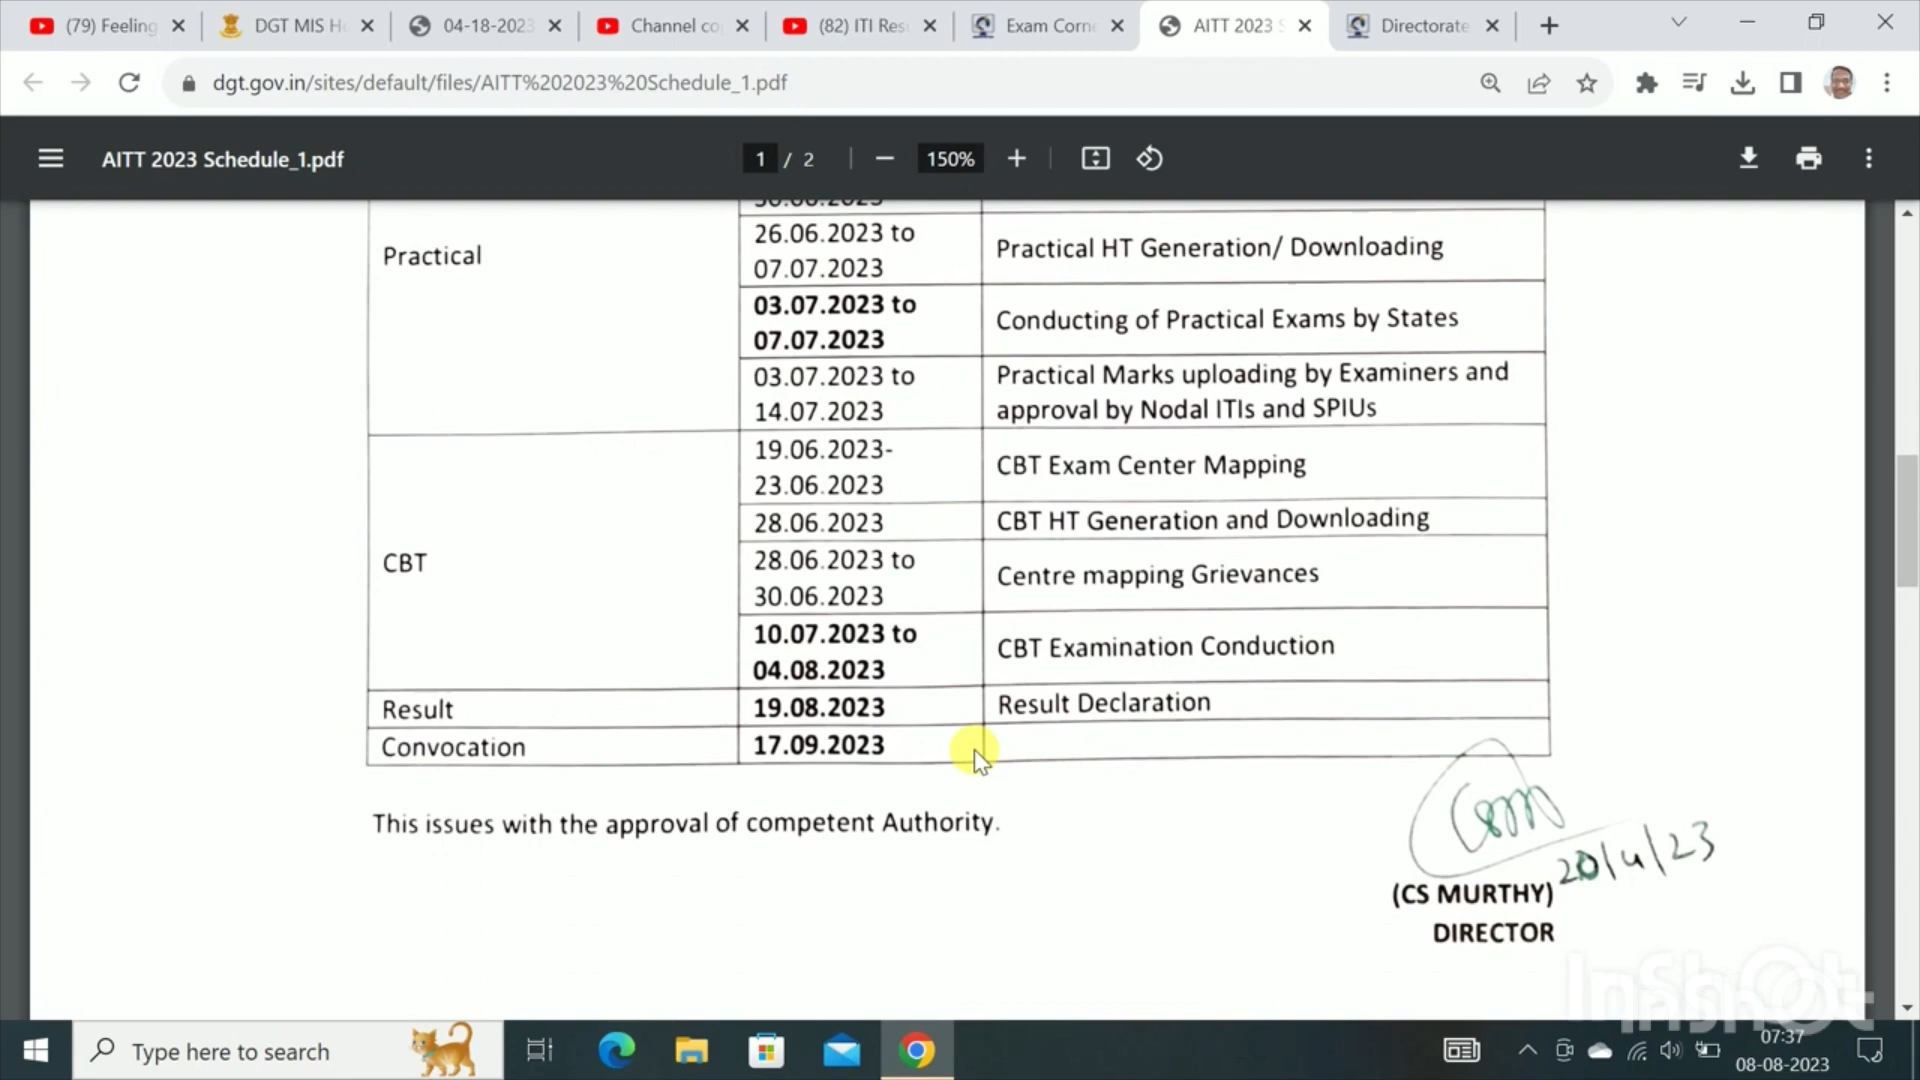 (79) Feeling
DGT MIS H
04-18-2023
Channel co
(82) ITI Res
Exam Corne
AITT 2023 S
Directorate
dgt.gov.in/sites/default/files/AITT%202023%20Schedule_1.pdf
AITT 2023 Schedule_1.pdf
1 / 2
150%
30.06.2023
Practical
26.06.2023 to
07.07.2023
Practical HT Generation/ Downloading
03.07.2023 to
07.07.2023
Conducting of Practical Exams by States
03.07.2023 to
14.07.2023
Practical Marks uploading by Examiners and
approval by Nodal ITIs and SPIUs
CBT
19.06.2023-
23.06.2023
CBT Exam Center Mapping
28.06.2023
CBT HT Generation and Downloading
28.06.2023 to
30.06.2023
Centre mapping Grievances
10.07.2023 to
04.08.2023
CBT Examination Conduction
Result
19.08.2023
Result Declaration
Convocation
17.09.2023
This issues with the approval of competent Authority.
20/4/23
(CS MURTHY)
DIRECTOR
InShot
Type here to search
07:37
08-08-2023